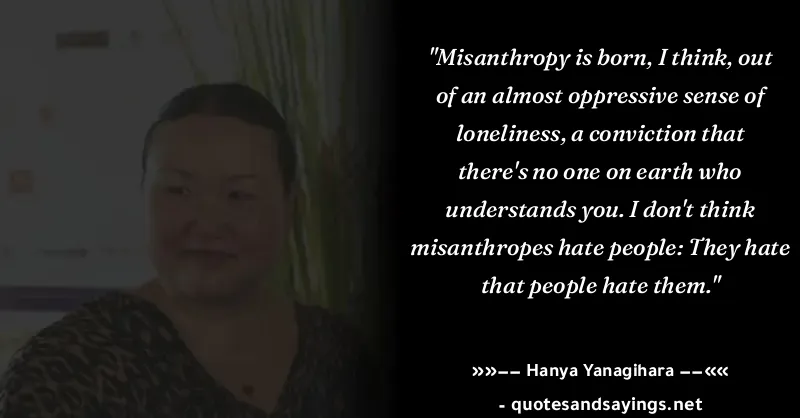 "Misanthropy is born, I think, out
of an almost oppressive sense of
loneliness, a conviction that
there's no one on earth who
understands you. I don't think
misanthropes hate people: They hate
that people hate them."
»»−− Hanya Yanagihara −−««
- quotesandsayings.net